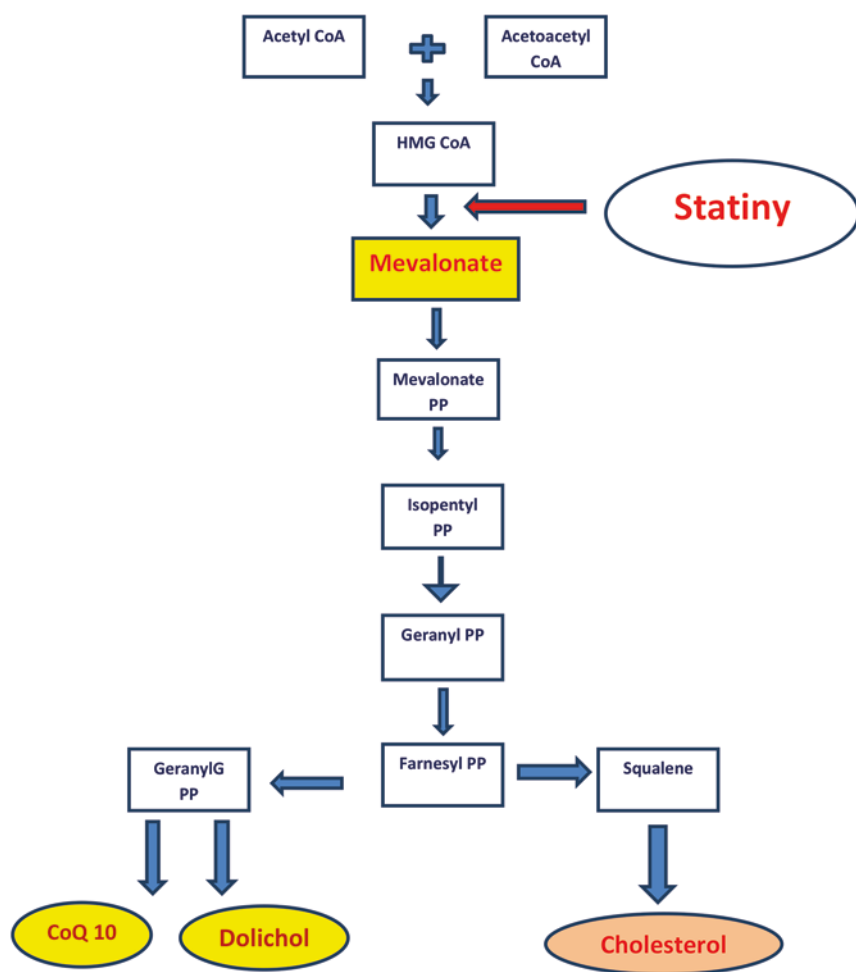 Acetyl CoA
Acetoacetyl
CoA
HMG CoA
Statiny
Mevalonate
Mevalonate
PP
Isopentyl
PP
Geranyl PP
GeranylG
PP
Farnesyl PP
Squalene
CoQ 10
Dolichol
Cholesterol